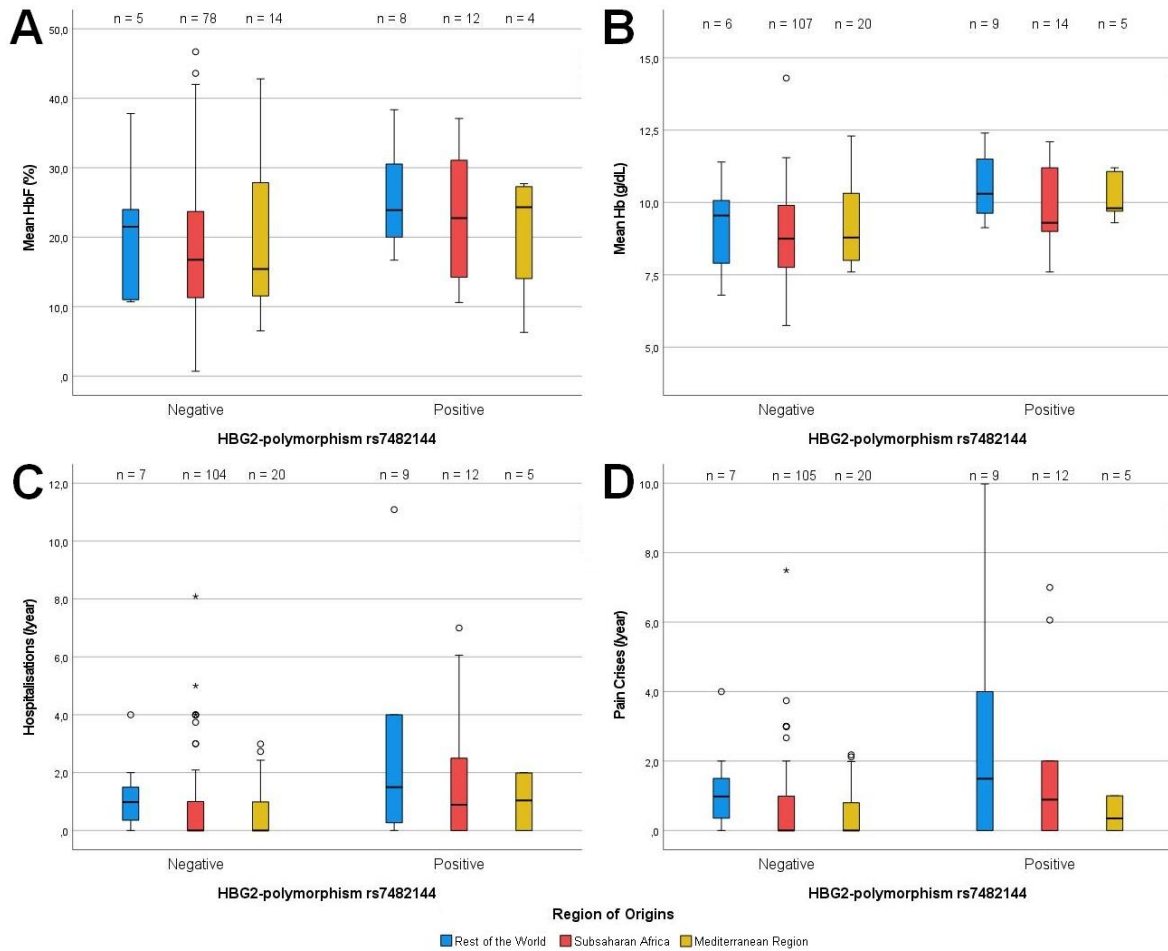 A
n = 5 n = 78 n = 14 n = 8 n = 12 n = 4
50,0
40,0
30,0
20,0
10,0
,0
Mean HbF (%)
Negative Positive
HBG2-polymorphism rs7482144
B
n = 6 n = 107 n = 20 n = 9 n = 14 n = 5
15,0
12,5
10,0
7,5
5,0
Mean Hb (g/dL)
Negative Positive
HBG2-polymorphism rs7482144
C
n = 7 n = 104 n = 20 n = 9 n = 12 n = 5
12,0
10,0
8,0
6,0
4,0
2,0
,0
Hospitalisations (/year)
Negative Positive
HBG2-polymorphism rs7482144
D
n = 7 n = 105 n = 20 n = 9 n = 12 n = 5
10,0
8,0
6,0
4,0
2,0
,0
Pain Crises (/year)
Negative Positive
HBG2-polymorphism rs7482144
Region of Origins
Rest of the World Subsaharan Africa Mediterranean Region